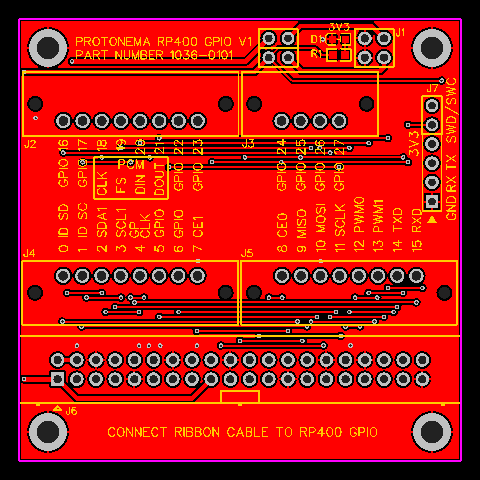 PROTONEMA RP400 GPIO V1
PART NUMBER 1036-0101
3V3
D1
R1
J1
J7
J2
J3
GPIO 16
GPIO 17
GPIO 18
GPIO 19
GPIO 20
GPIO 21
GPIO 22
GPIO 23
GPIO 24
GPIO 25
GPIO 26
GPIO 27
PCM
CLK
FS
DIN
DOUT
3V3
SWD/SWC
GND RX TX
0 ID SD
1 ID SC
2 SDA1
3 SCL1
4 GP CLK
5 GPIO
6 GPIO
7 CE1
8 CE0
9 MISO
10 MOSI
11 SCLK
12 PWM0
13 PWM1
14 TXD
15 RXD
J4
J5
J6
CONNECT RIBBON CABLE TO RP400 GPIO